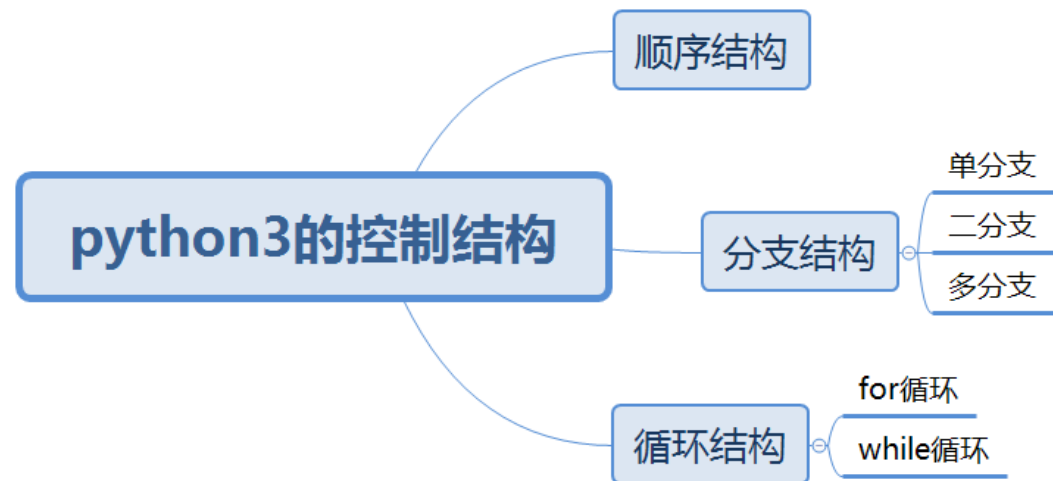 python3的控制结构
顺序结构
分支结构
单分支
二分支
多分支
循环结构
for循环
while循环